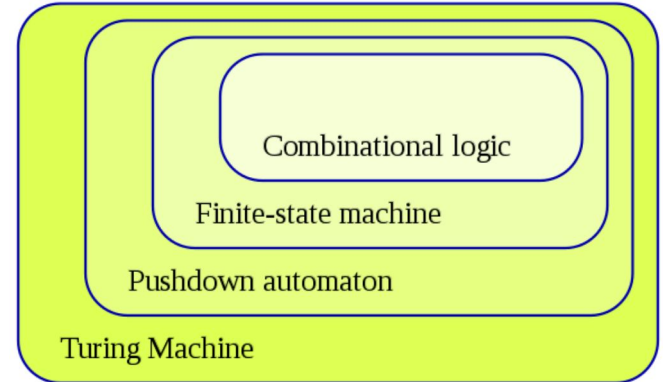 Combinational logic
Finite-state machine
Pushdown automaton
Turing Machine